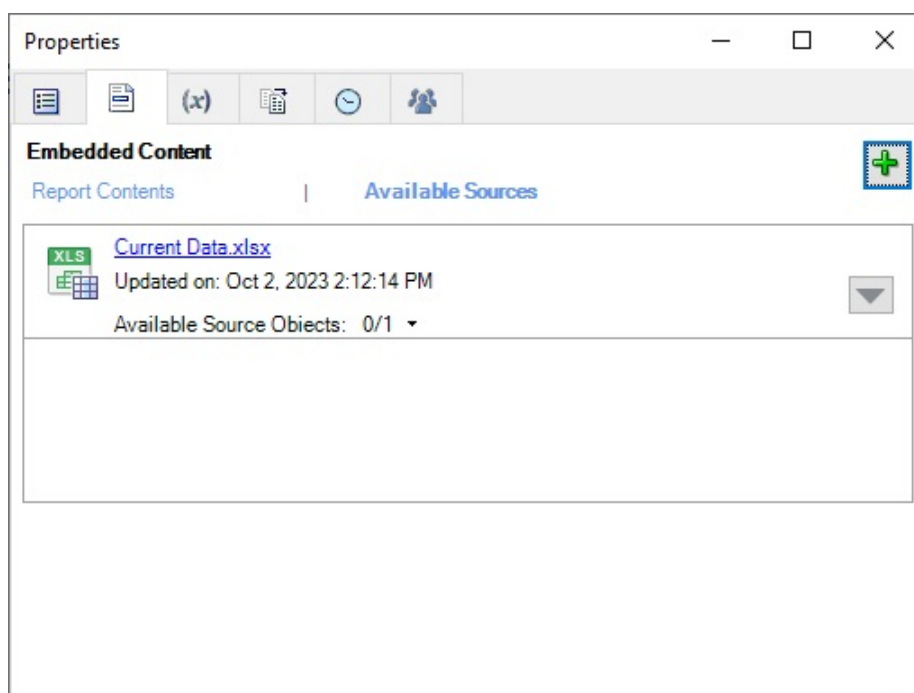 Properties
(x)
Embedded Content
Report Contents | Available Sources
XLS
Current Data.xlsx
Updated on: Oct 2, 2023 2:12:14 PM
Available Source Objects: 0/1